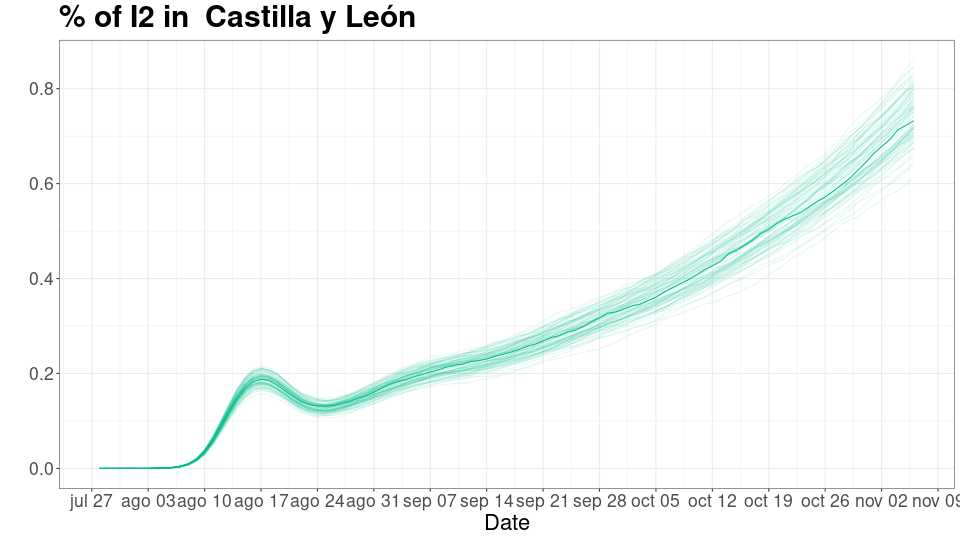 % of I2 in  Castilla y León
0.8
0.6
0.4
0.2
0.0
jul 27 ago 03 ago 10 ago 17 ago 24 ago 31 sep 07 sep 14 sep 21 sep 28 oct 05 oct 12 oct 19 oct 26 nov 02 nov 09
Date